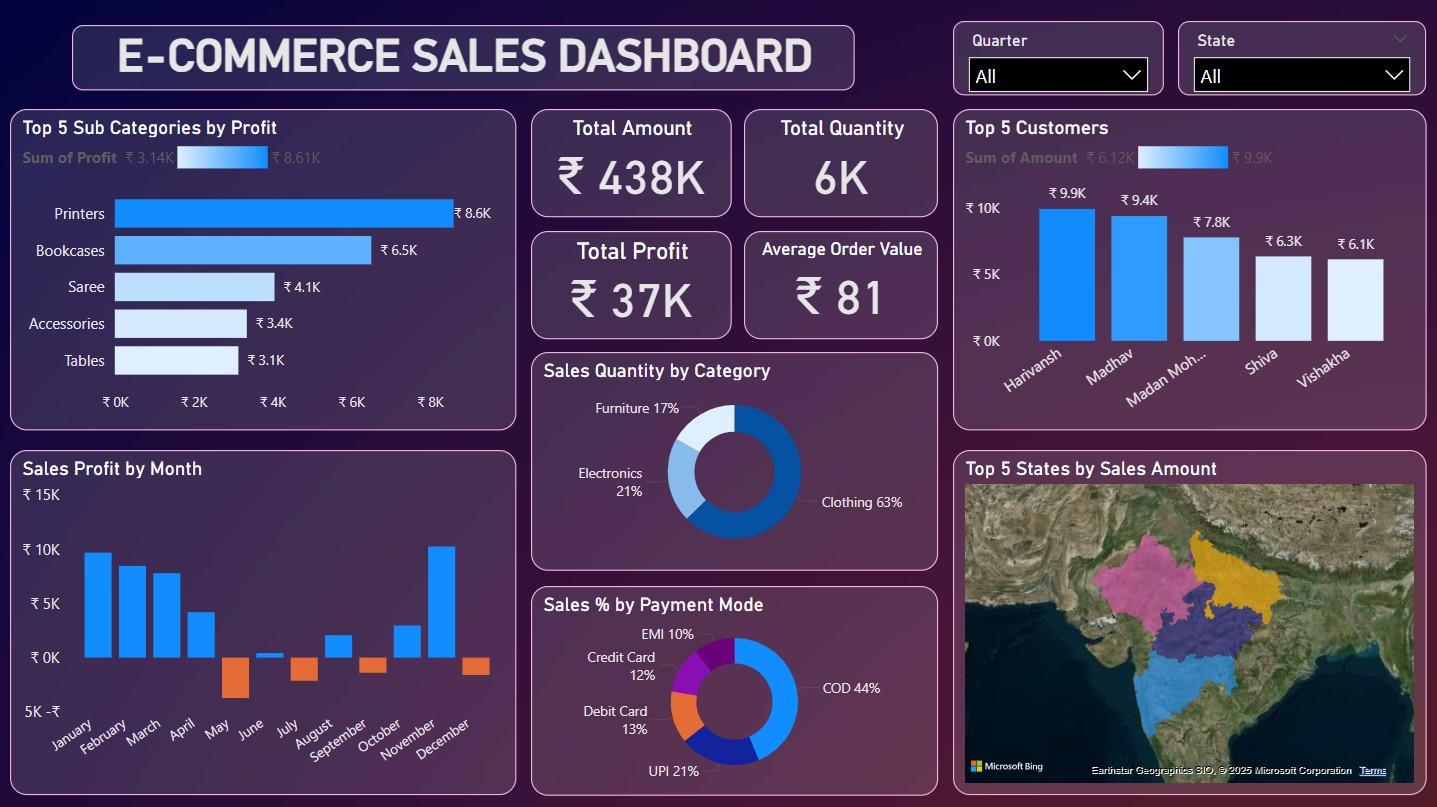 E-COMMERCE SALES DASHBOARD
Quarter
All
State
All
Top 5 Sub Categories by Profit
Sum of Profit ₹ 3.14K ₹ 8.61K
Printers ₹ 8.6K
Bookcases ₹ 6.5K
Saree ₹ 4.1K
Accessories ₹ 3.4K
Tables ₹ 3.1K
₹ 0K ₹ 2K ₹ 4K ₹ 6K ₹ 8K
Total Amount
₹ 438K
Total Quantity
6K
Total Profit
₹ 37K
Average Order Value
₹ 81
Top 5 Customers
Sum of Amount ₹ 6.12K ₹ 9.9K
₹ 10K
₹ 5K
₹ 0K
₹ 9.9K
₹ 9.4K
₹ 7.8K
₹ 6.3K
₹ 6.1K
Harivansh
Madhav
Madan Moh...
Shiva
Vishakha
Sales Profit by Month
₹ 15K
₹ 10K
₹ 5K
₹ 0K
5K -₹
January
February
March
April
May
June
July
August
September
October
November
December
Sales Quantity by Category
Furniture 17%
Electronics
21%
Clothing 63%
Sales % by Payment Mode
EMI 10%
Credit Card
12%
Debit Card
13%
UPI 21%
COD 44%
Top 5 States by Sales Amount
Microsoft Bing
Earthstar Geographics SIO, © 2025 Microsoft Corporation Terms